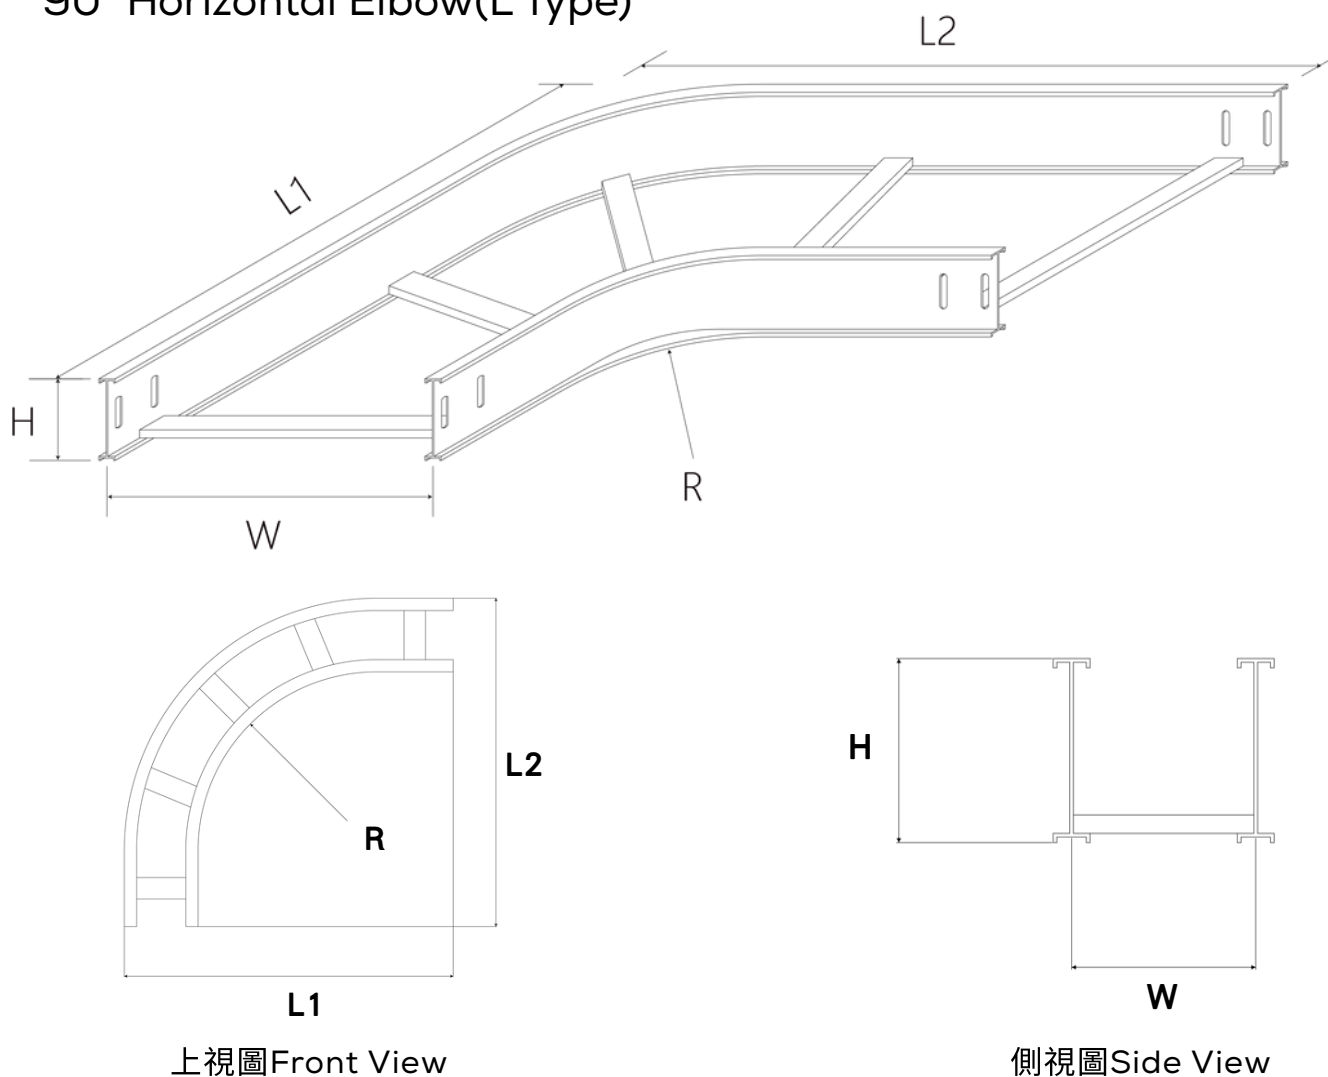 90° Horizontal Elbow(L Type)
L2
L1
H
R
W
L2
H
R
W
L1
上視圖Front View
側視圖Side View